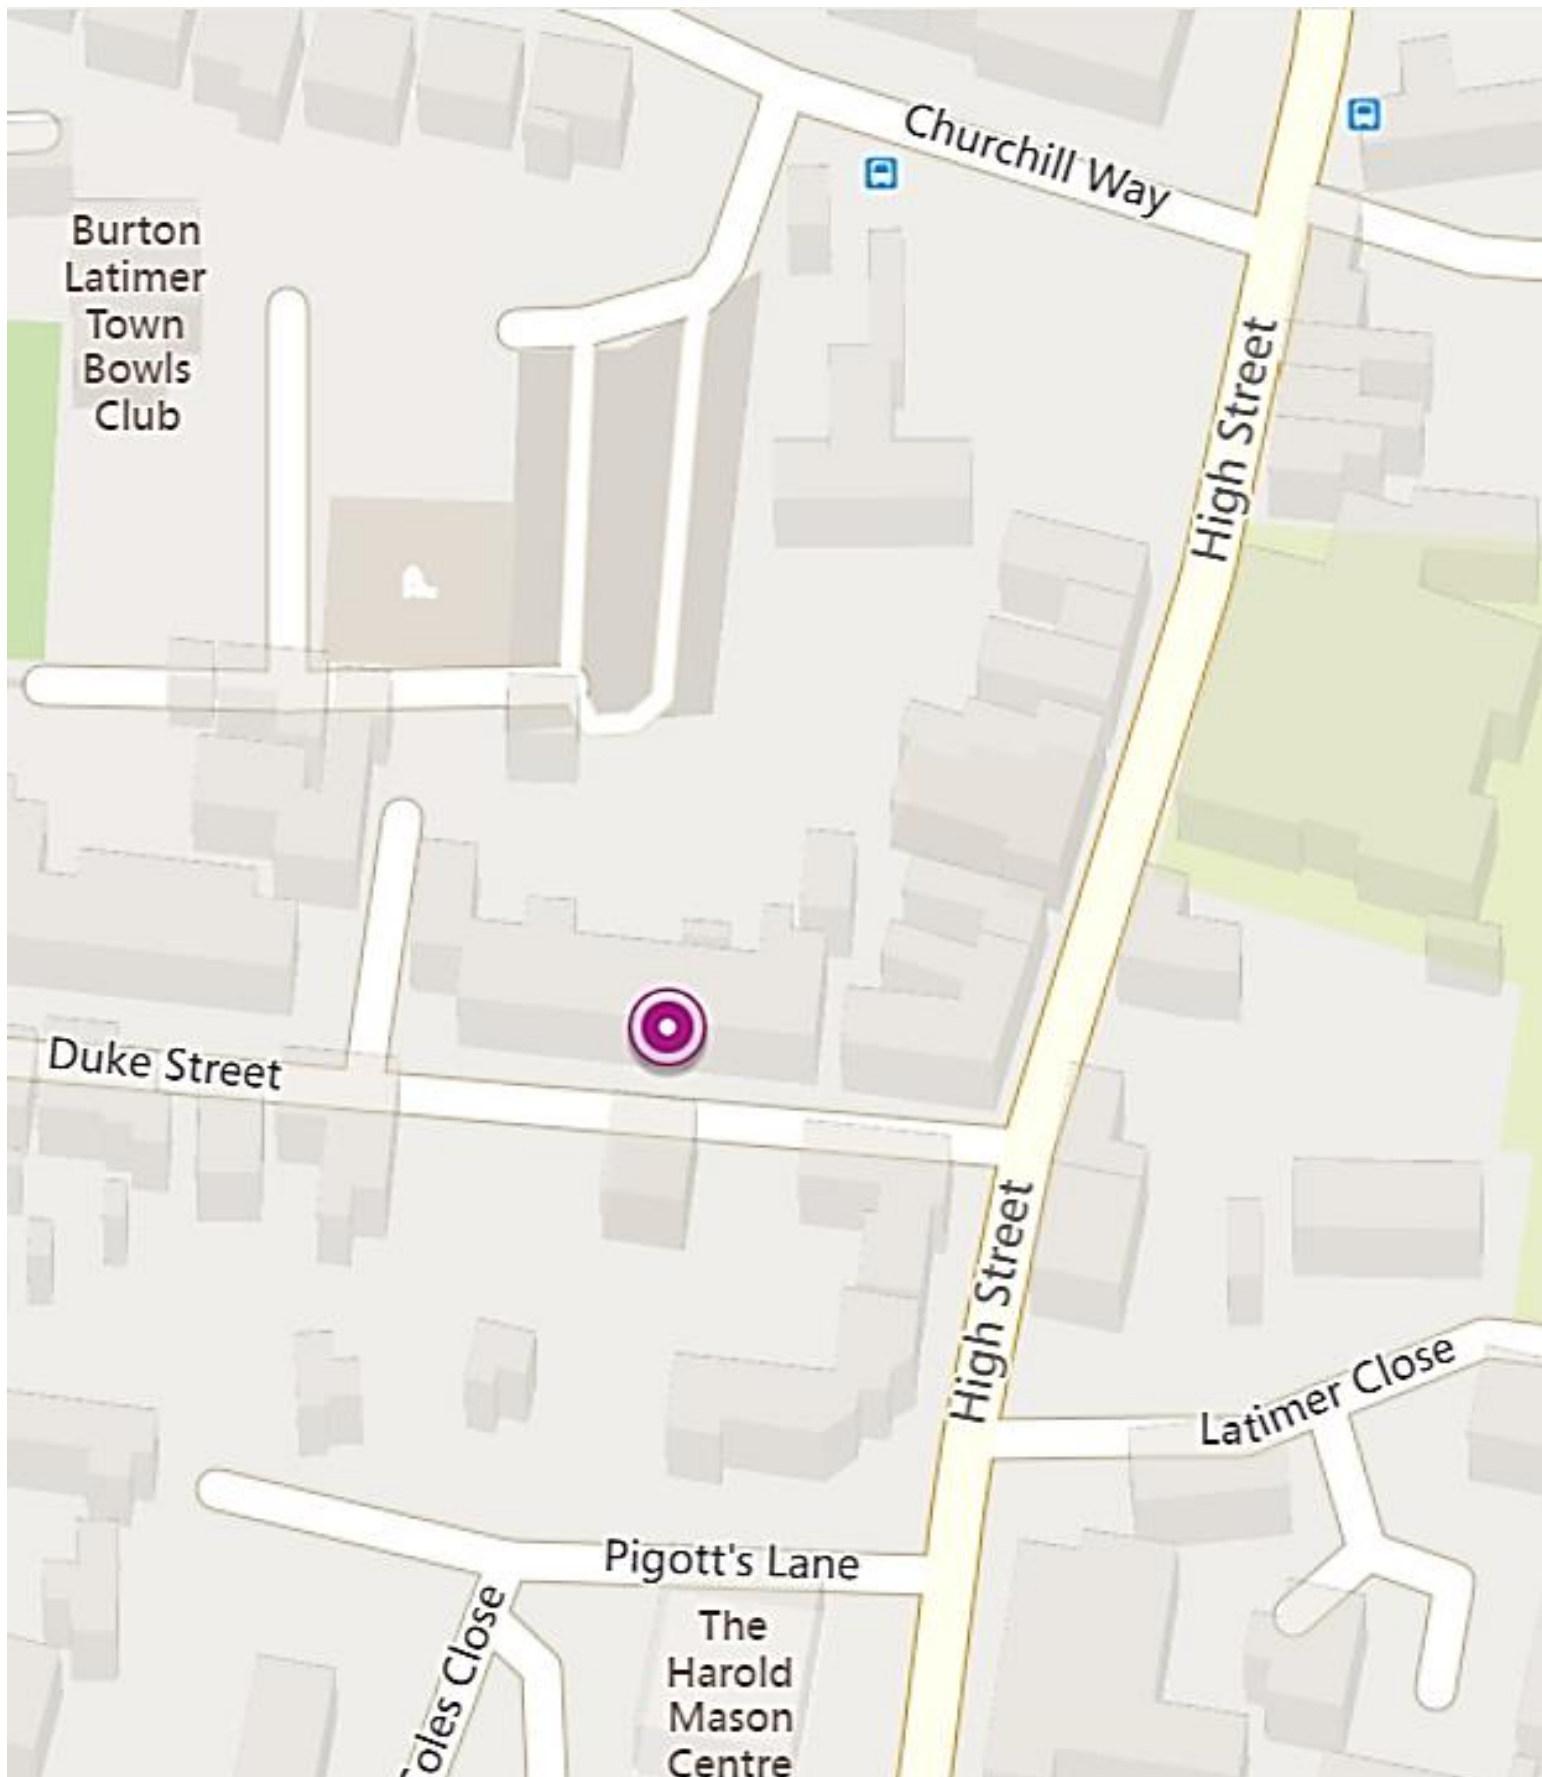 Churchill Way
Burton
Latimer
Town
Bowls
Club
High Street
Duke Street
High Street
Latimer Close
Pigott's Lane
The
Harold
Mason
Centre
Close